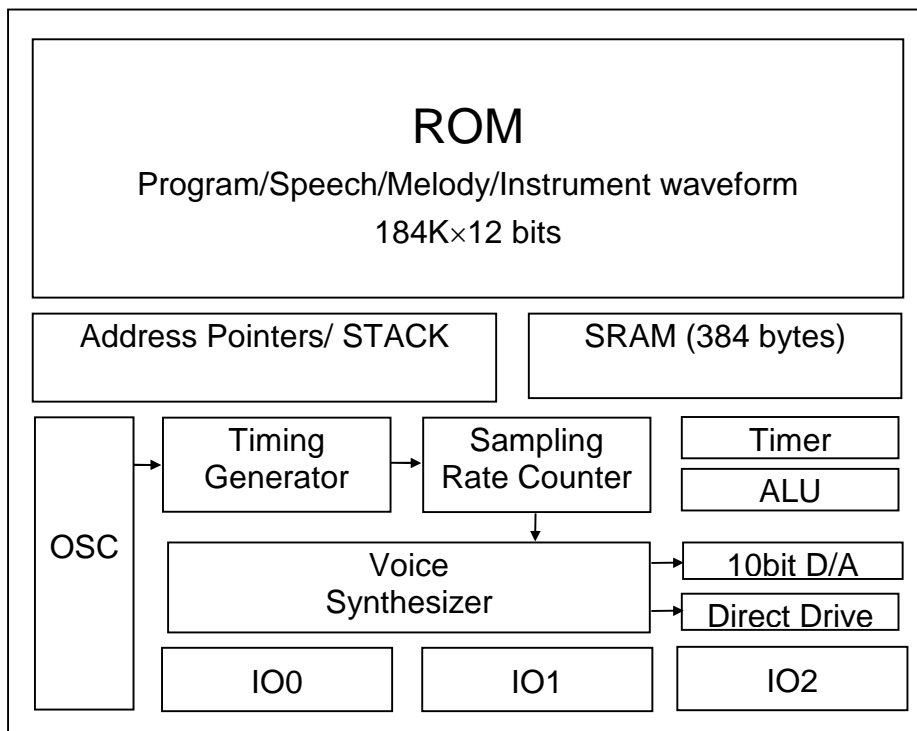 ROM
Program/Speech/Melody/Instrument waveform
184K×12 bits
Address Pointers/ STACK
SRAM (384 bytes)
OSC
Timing
Generator
Sampling
Rate Counter
Timer
ALU
Voice
Synthesizer
10bit D/A
Direct Drive
IO0
IO1
IO2